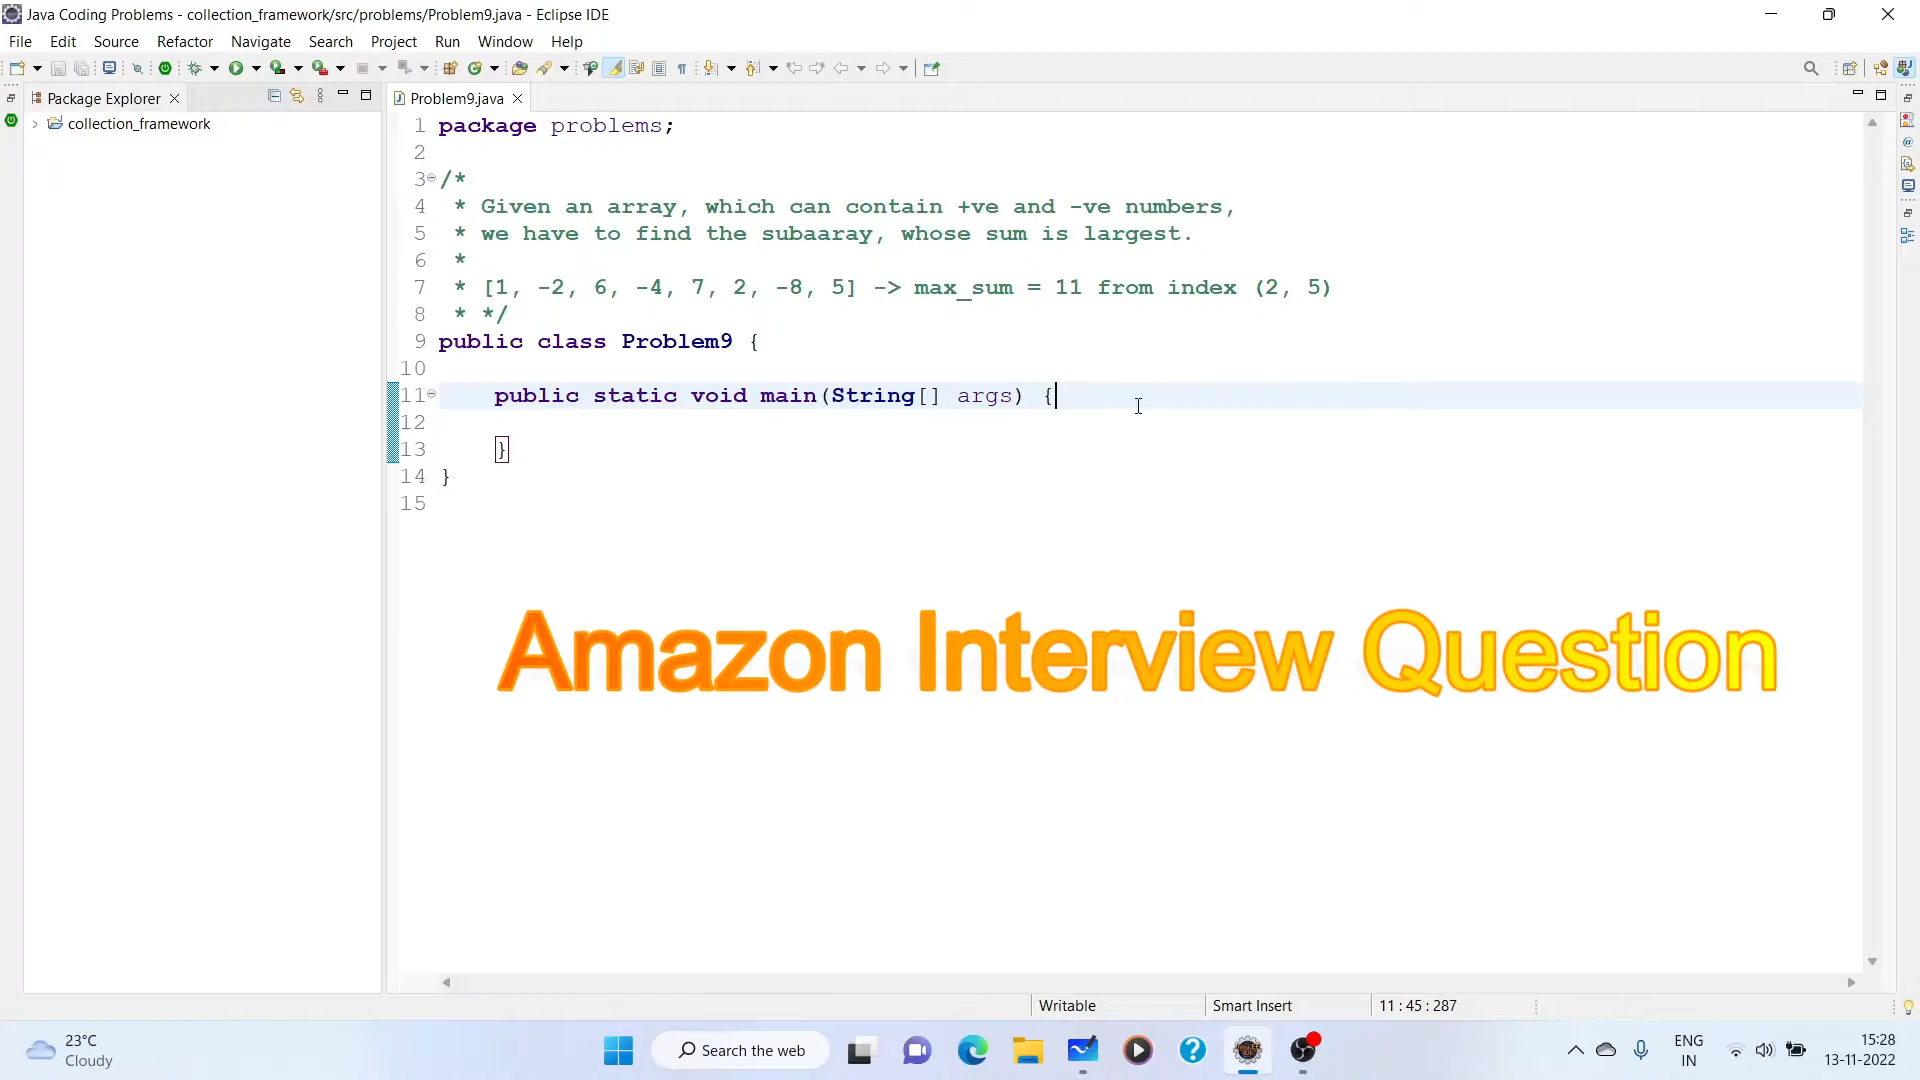 Java Coding Problems - collection_framework/src/problems/Problem9.java - Eclipse IDE
File Edit Source Refactor Navigate Search Project Run Window Help
Package Explorer
Problem9.java
collection_framework
1 package problems;
2
3 /*
4 * Given an array, which can contain +ve and -ve numbers,
5 * we have to find the subaaray, whose sum is largest.
6 *
7 * [1, -2, 6, -4, 7, 2, -8, 5] -> max_sum = 11 from index (2, 5)
8 * */
9 public class Problem9 {
10
11 public static void main(String[] args) {
12
13 }
14 }
15
Amazon Interview Question
Writable Smart Insert 11 : 45 : 287
23°C
Cloudy
Search the web
ENG
IN
15:28
13-11-2022